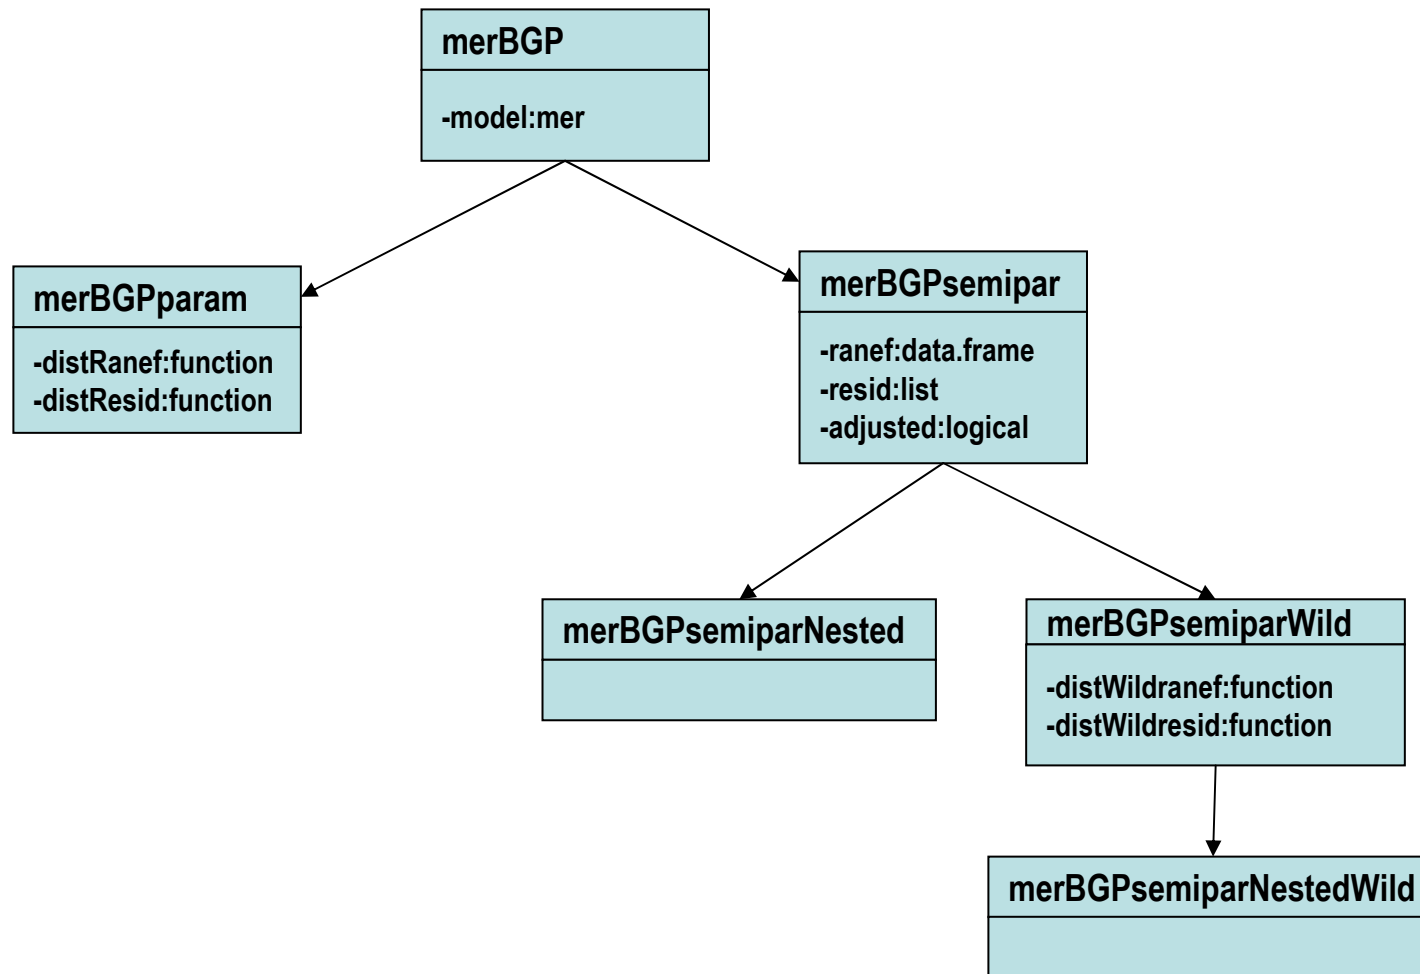 merBGP
-model:mer
merBGPparam
-distRanef:function
-distResid:function
merBGPsemipar
-ranef:data.frame
-resid:list
-adjusted:logical
merBGPsemiparNested
merBGPsemiparWild
-distWildranef:function
-distWildresid:function
merBGPsemiparNestedWild